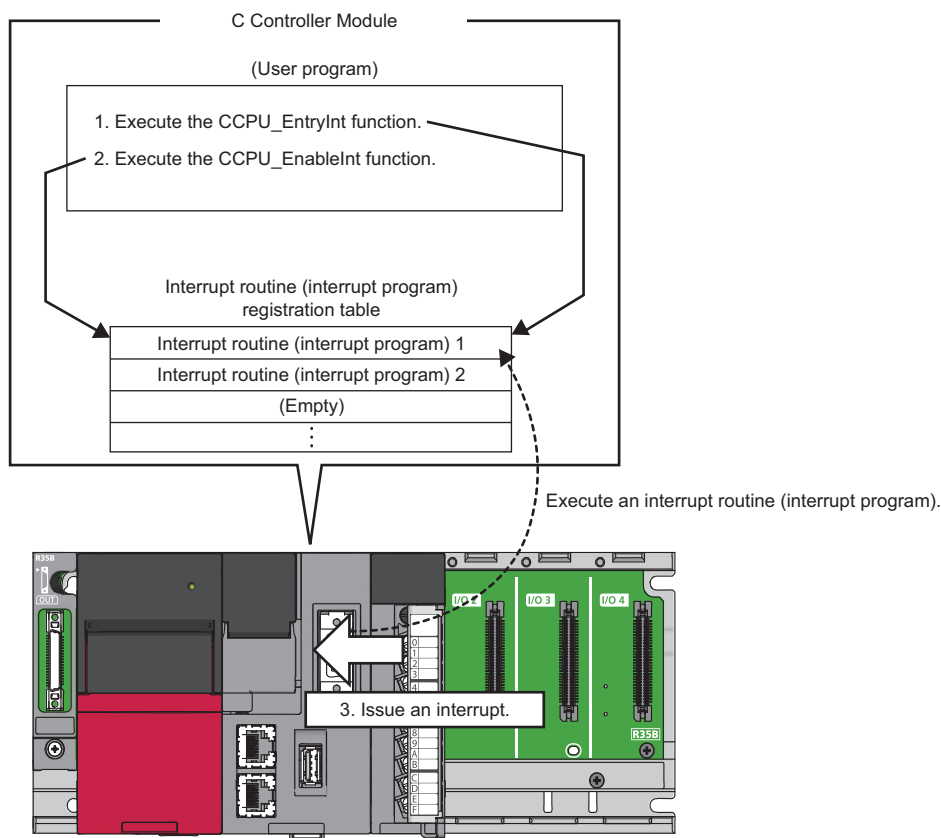 C Controller Module
(User program)
1. Execute the CCPU_EntryInt function.
2. Execute the CCPU_EnableInt function.
Interrupt routine (interrupt program)
registration table
Interrupt routine (interrupt program) 1
Interrupt routine (interrupt program) 2
(Empty)
Execute an interrupt routine (interrupt program).
R35B
OUT
I/O 2
I/O 3
I/O 4
0
1
2
3
4
3. Issue an interrupt.
8
9
A
B
C
D
E
F
R35B